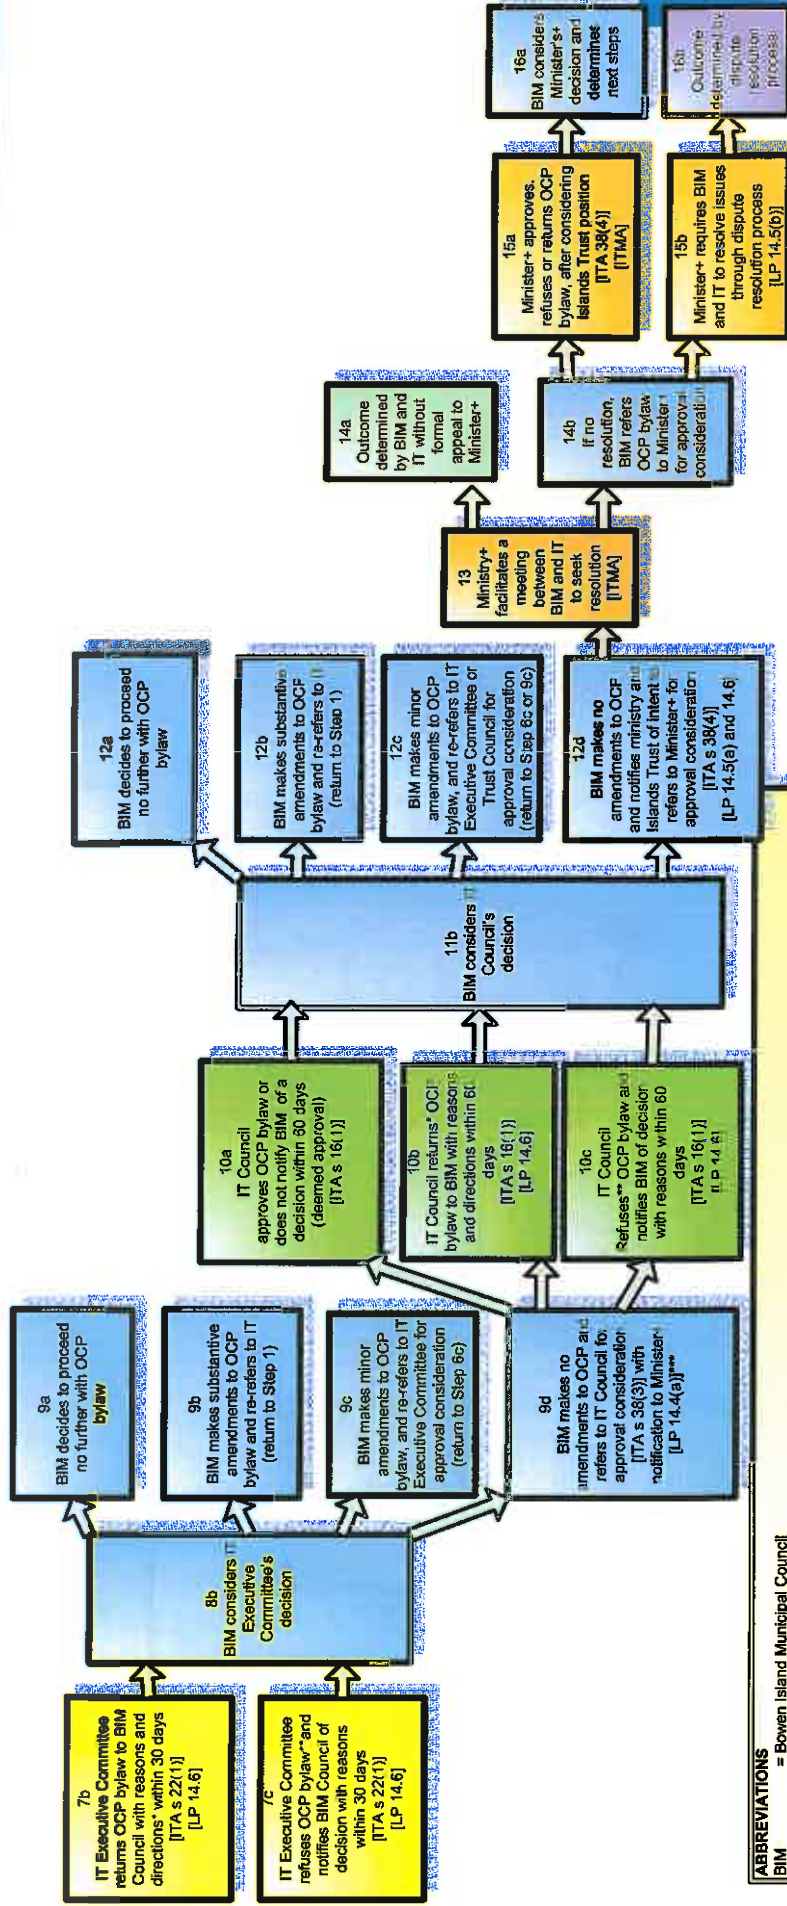 7b
IT Executive Committee
returns OCP bylaw to BIM
Council with reasons and
directions* within 30 days
[ITA s 22(1)]
[LP 14.6]
7c
IT Executive Committee
refuses OCP bylaw**and
notifies BIM Council of
decision with reasons
within 30 days
[ITA s 22(1)]
[LP 14.6]
8b
BIM considers IT
Executive
Committee's
decision
9a
BIM decides to proceed
no further with OCP
bylaw
9b
BIM makes substantive
amendments to OCP
bylaw and re-refers to IT
(return to Step 1)
9c
BIM makes minor
amendments to OCP
bylaw, and re-refers to IT
Executive Committee for
approval consideration
(return to Step 6c)
9d
BIM makes no
amendments to OCP and
refers to IT Council for
approval consideration
[ITA s 38(3)] with
notification to Minister+
[LP 14.4(a)]***
10a
IT Council
approves OCP bylaw or
does not notify BIM of a
decision within 60 days
(deemed approval)
[ITA s 16(1)]
10b
IT Council returns* OCP
bylaw to BIM with reasons
and directions within 60
days
[ITA s 16(1)]
[LP 14.6]
10c
IT Council
Refuses** OCP bylaw and
notifies BIM of decision
with reasons within 60
days
[ITA s 16(1)]
[LP 14.6]
11b
BIM considers IT
Council's
decision
12a
BIM decides to proceed
no further with OCP
bylaw
12b
BIM makes substantive
amendments to OCP
bylaw and re-refers to IT
(return to Step 1)
12c
BIM makes minor
amendments to OCP
bylaw, and re-refers to IT
Executive Committee or
Trust Council for
approval consideration
(return to Step 6c or 9c)
12d
BIM makes no
amendments to OCP
and notifies ministry and
Islands Trust of intent to
refers to Minister+ for
approval consideration
[ITA s 38(4)]
[LP 14.5(a) and 14.6]
13
Ministry+
facilitates a
meeting
between
BIM and IT
to seek
resolution
[ITMA]
14a
Outcome
determined
by BIM and
IT without
formal
appeal to
Minister+
14b
If no
resolution,
BIM refers
OCP bylaw
to Minister+
for approval
consideration
15a
Minister+ approves,
refuses or returns OCP
bylaw, after considering
Islands Trust position
[ITA 38(4)]
[ITMA]
15b
Minister+ requires BIM
and IT to resolve issues
through dispute
resolution process
[LP 14.5(b)]
16a
BIM considers
Minister's+
decision and
determines
next steps
16b
Outcome
determined by
dispute
resolution
process
ABBREVIATIONS
BIM = Bowen Island Municipal Council